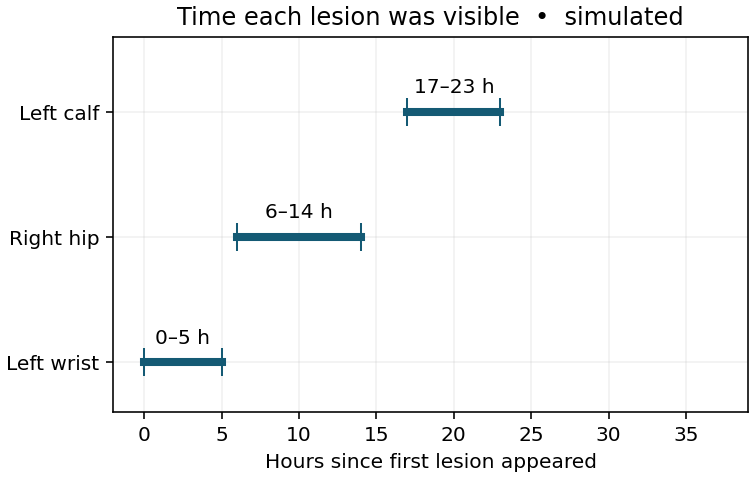 Time each lesion was visible • simulated
Left calf
17–23 h
Right hip
6–14 h
Left wrist
0–5 h
0 5 10 15 20 25 30 35
Hours since first lesion appeared